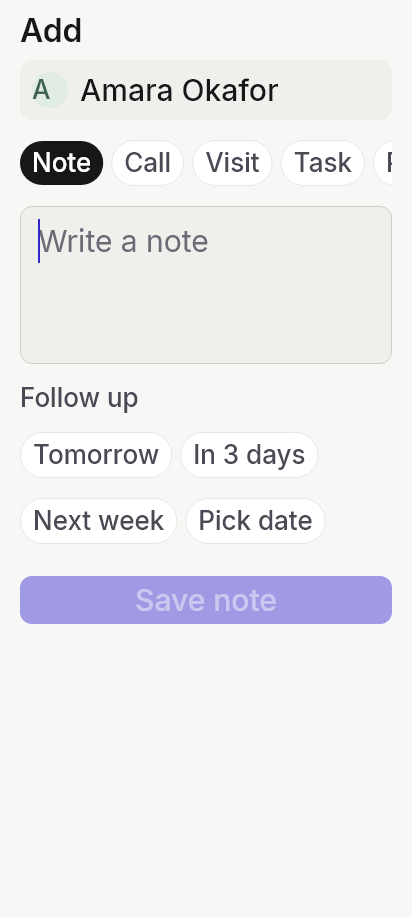 Add
A Amara Okafor
Note Call Visit Task
Write a note
Follow up
Tomorrow In 3 days
Next week Pick date
Save note